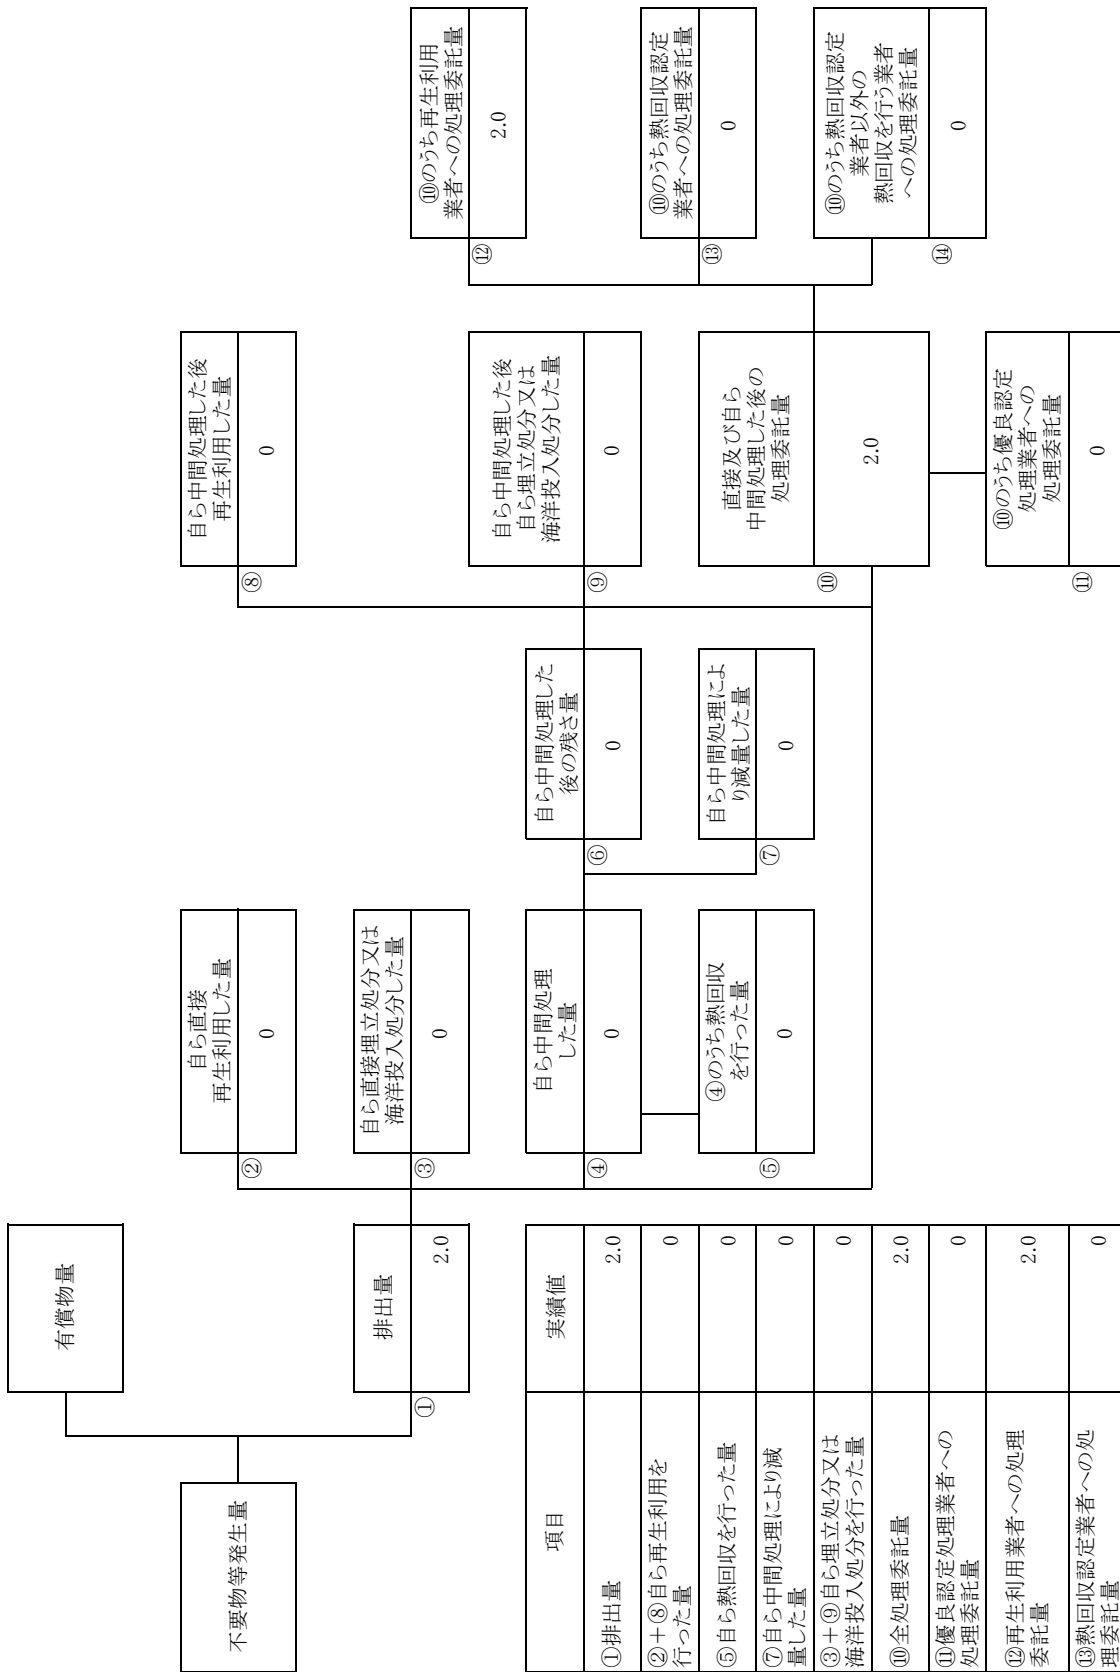 有償物量
不要物等発生量
排出量
①
2.0
自ら直接
再生利用した量
②
0
自ら直接埋立処分又は
海洋投入処分した量
③
0
自ら中間処理
した量
④
0
④のうち熱回収
を行った量
⑤
0
自ら中間処理した
後の残さ量
⑥
0
自ら中間処理によ
り減量した量
⑦
0
自ら中間処理した後
再生利用した量
⑧
0
自ら中間処理した後
自ら埋立処分又は
海洋投入処分した量
⑨
0
直接及び自ら
中間処理した後の
処理委託量
⑩
2.0
⑩のうち優良認定
処理業者への
処理委託量
⑪
0
⑩のうち再生利用
業者への処理委託量
⑫
2.0
⑩のうち熱回収認定
業者への処理委託量
⑬
0
⑩のうち熱回収認定
業者以外の
熱回収を行う業者
への処理委託量
⑭
0
項目 実績値
①排出量 2.0
②＋⑧自ら再生利用を
行った量 0
⑤自ら熱回収を行った量 0
⑦自ら中間処理により減
量した量 0
③＋⑨自ら埋立処分又は
海洋投入処分を行った量 0
⑩全処理委託量 2.0
⑪優良認定処理業者への
処理委託量 0
⑫再生利用業者への処理
委託量 2.0
⑬熱回収認定業者への処
理委託量 0